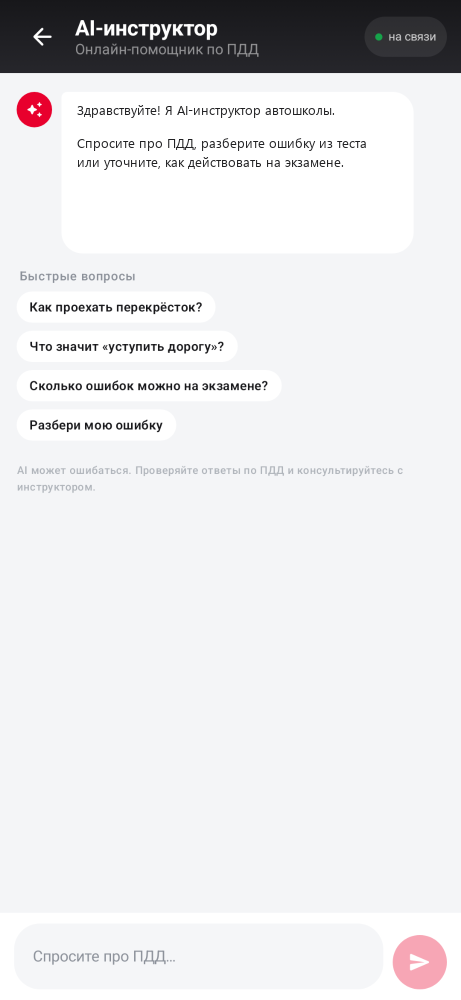 AI-инструктор
Онлайн-помощник по ПДД
на связи
Здравствуйте! Я AI-инструктор автошколы.
Спросите про ПДД, разберите ошибку из теста
или уточните, как действовать на экзамене.
Быстрые вопросы
Как проехать перекрёсток?
Что значит «уступить дорогу»?
Сколько ошибок можно на экзамене?
Разбери мою ошибку
AI может ошибаться. Проверяйте ответы по ПДД и консультируйтесь с
инструктором.
Спросите про ПДД...